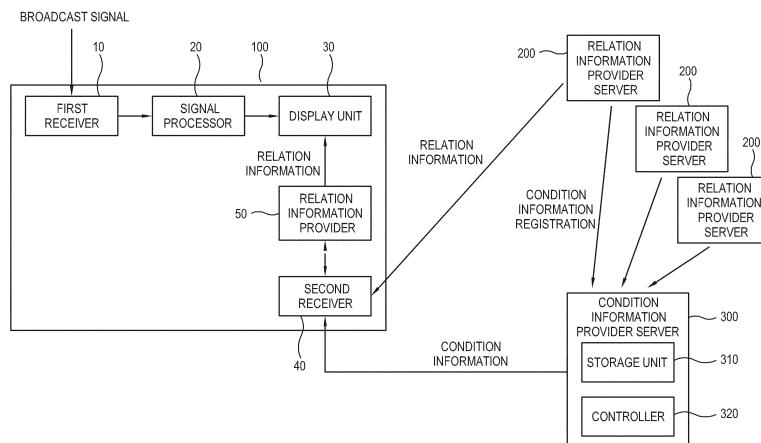 BROADCAST SIGNAL
10
20
100
30
FIRST
RECEIVER
SIGNAL
PROCESSOR
DISPLAY UNIT
RELATION
INFORMATION
50
RELATION
INFORMATION
PROVIDER
SECOND
RECEIVER
40
RELATION
INFORMATION
CONDITION
INFORMATION
200
RELATION
INFORMATION
PROVIDER
SERVER
200
RELATION
INFORMATION
PROVIDER
SERVER
200
RELATION
INFORMATION
PROVIDER
SERVER
CONDITION
INFORMATION
REGISTRATION
CONDITION
INFORMATION
PROVIDER SERVER
300
STORAGE UNIT
310
CONTROLLER
320